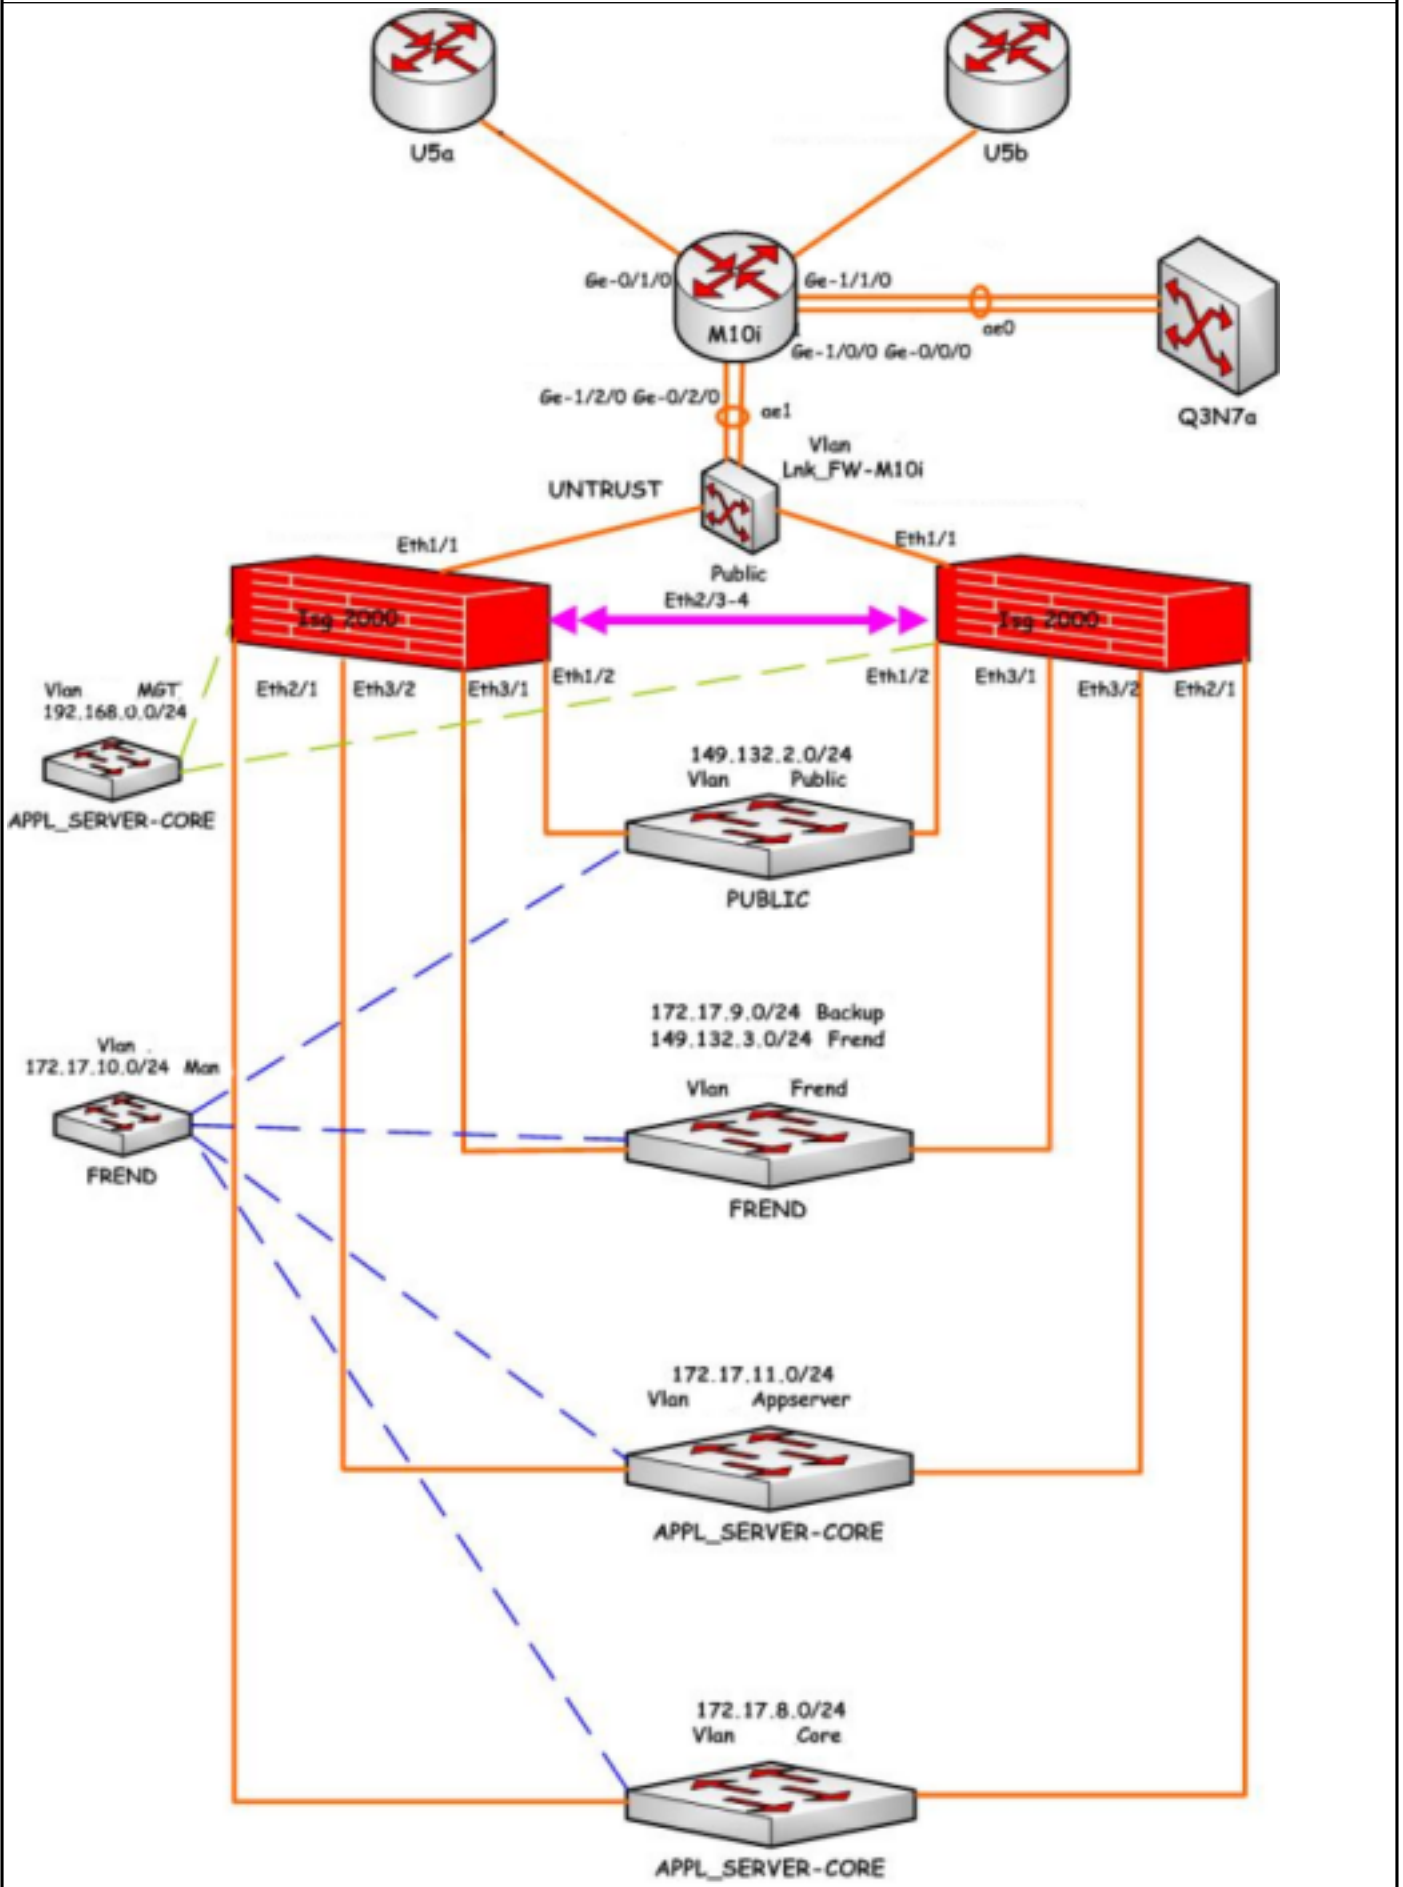 U5a
U5b
Ge-0/1/0
Ge-1/1/0
M10i
ae0
Ge-1/0/0 Ge-0/0/0
Q3N7a
Ge-1/2/0 Ge-0/2/0
ae1
Vlan
Lnk_FW-M10i
UNTRUST
Eth1/1
Eth1/1
Public
Eth2/3-4
Isg 2000
Isg 2000
Eth2/1
Eth3/2
Eth3/1
Eth1/2
Eth1/2
Eth3/1
Eth3/2
Eth2/1
Vlan MGT
192.168.0.0/24
APPL_SERVER-CORE
149.132.2.0/24
Vlan Public
PUBLIC
172.17.9.0/24 Backup
149.132.3.0/24 Frend
Vlan Frend
FREND
Vlan
172.17.10.0/24 Man
FREND
172.17.11.0/24
Vlan Appserver
APPL_SERVER-CORE
172.17.8.0/24
Vlan Core
APPL_SERVER-CORE